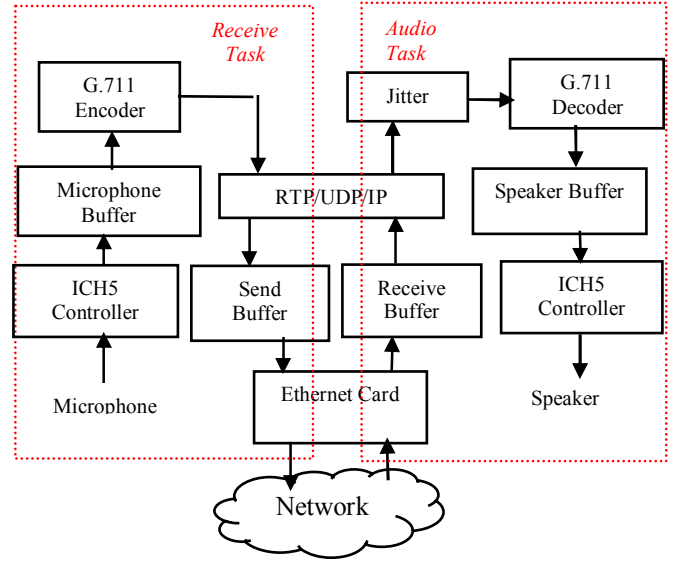 Receive
Task
Audio
Task
G.711
Encoder
Jitter
G.711
Decoder
Microphone
Buffer
RTP/UDP/IP
Speaker Buffer
ICH5
Controller
Send
Buffer
Receive
Buffer
ICH5
Controller
Microphone
Ethernet Card
Speaker
Network